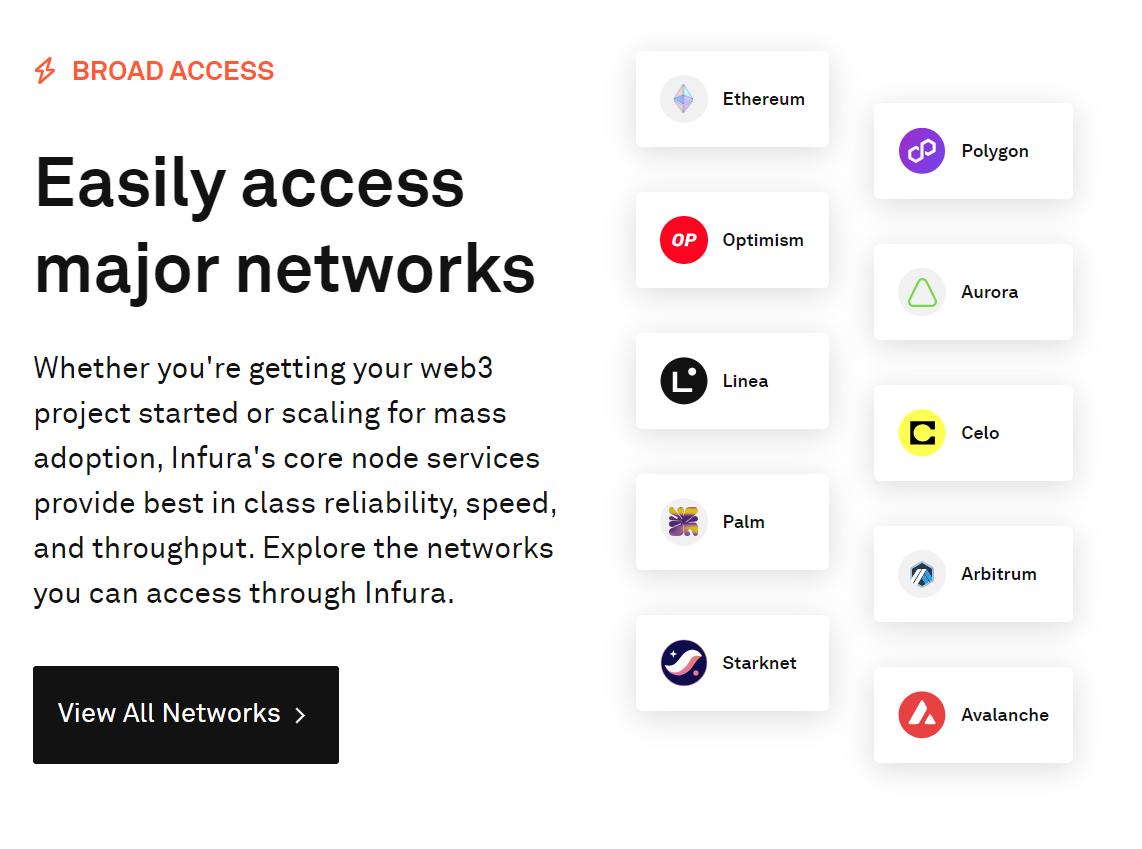 BROAD ACCESS
Easily access
major networks
Whether you're getting your web3
project started or scaling for mass
adoption, Infura's core node services
provide best in class reliability, speed,
and throughput. Explore the networks
you can access through Infura.
View All Networks
Ethereum
OP Optimism
Linea
Palm
Starknet
Polygon
Aurora
Celo
Arbitrum
Avalanche